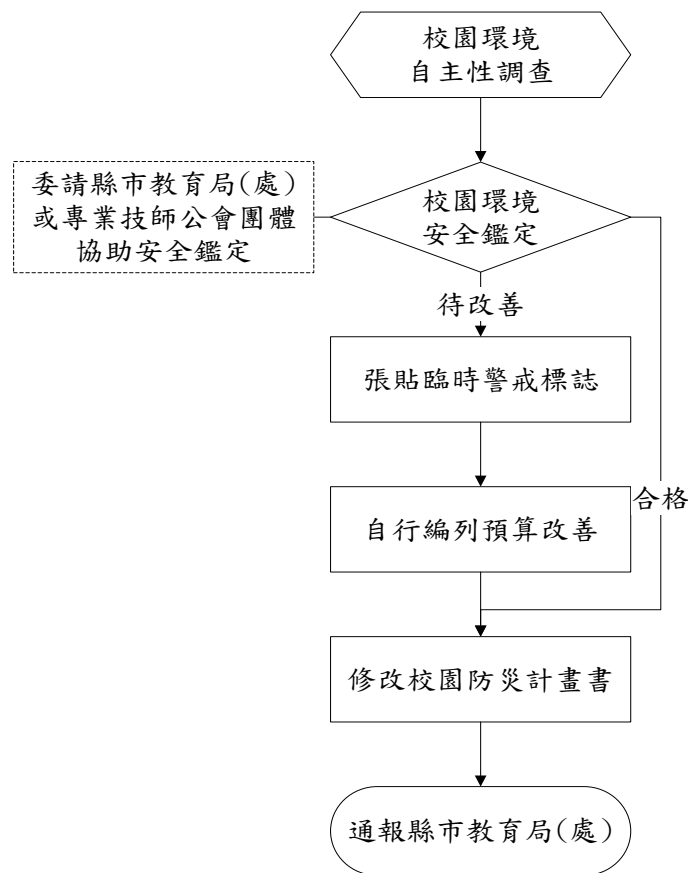 校園環境
自主性調查
委請縣市教育局(處)
或專業技師公會團體
協助安全鑑定
校園環境
安全鑑定
待改善
張貼臨時警戒標誌
合格
自行編列預算改善
修改校園防災計畫書
通報縣市教育局(處)